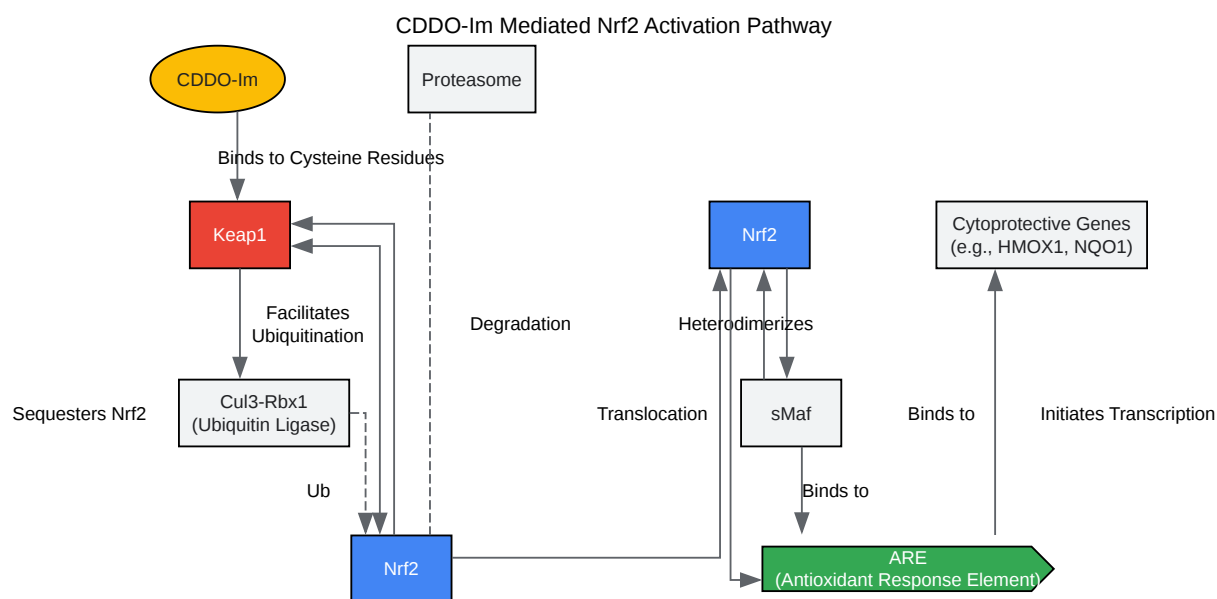 CDDO-Im Mediated Nrf2 Activation Pathway
CDDO-Im
Proteasome
Binds to Cysteine Residues
Keap1
Nrf2
Cytoprotective Genes
(e.g., HMOX1, NQO1)
Facilitates
Ubiquitination
Degradation
Heterodimerizes
Sequesters Nrf2
Cul3-Rbx1
(Ubiquitin Ligase)
Translocation
sMaf
Binds to
Initiates Transcription
Ub
Binds to
Nrf2
ARE
(Antioxidant Response Element)